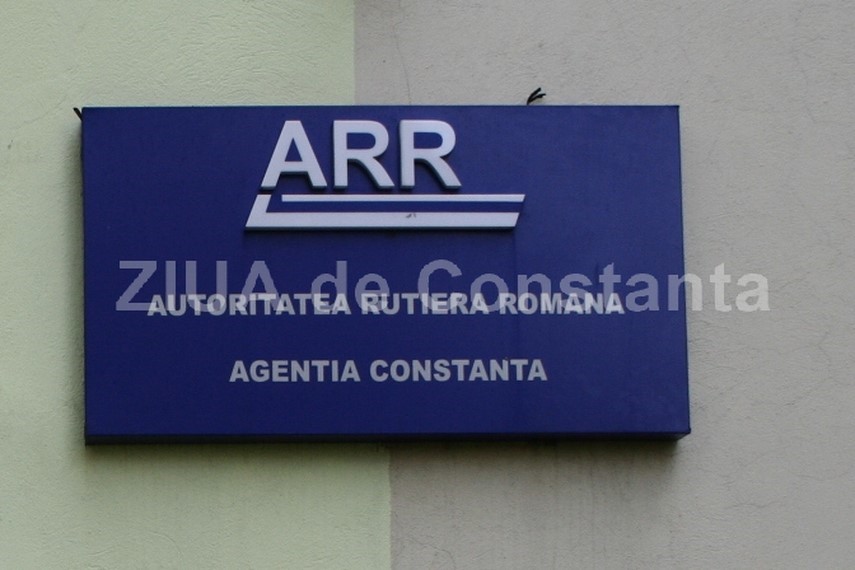 ARR
ZIUA de Constanta
AUTORITATEA RUTIERA ROMANA
AGENTIA CONSTANTA